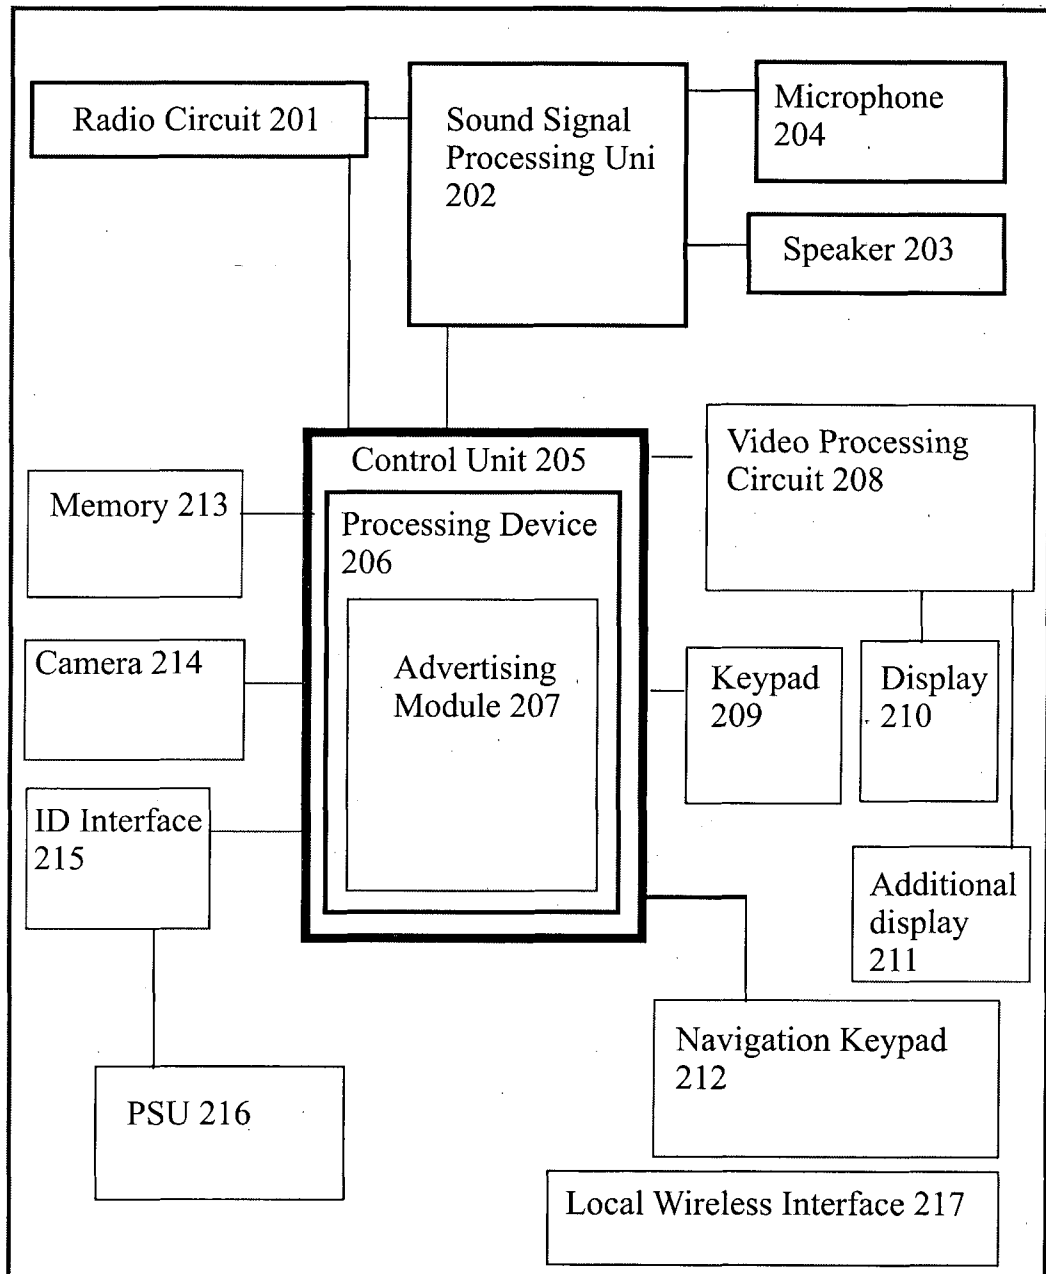 Radio Circuit 201
Sound Signal
Processing Uni
202
Microphone
204
Speaker 203
Control Unit 205
Video Processing
Circuit 208
Memory 213
Processing Device
206
Camera 214
Advertising
Module 207
Keypad
209
Display
210
ID Interface
215
Additional
display
211
Navigation Keypad
212
PSU 216
Local Wireless Interface 217